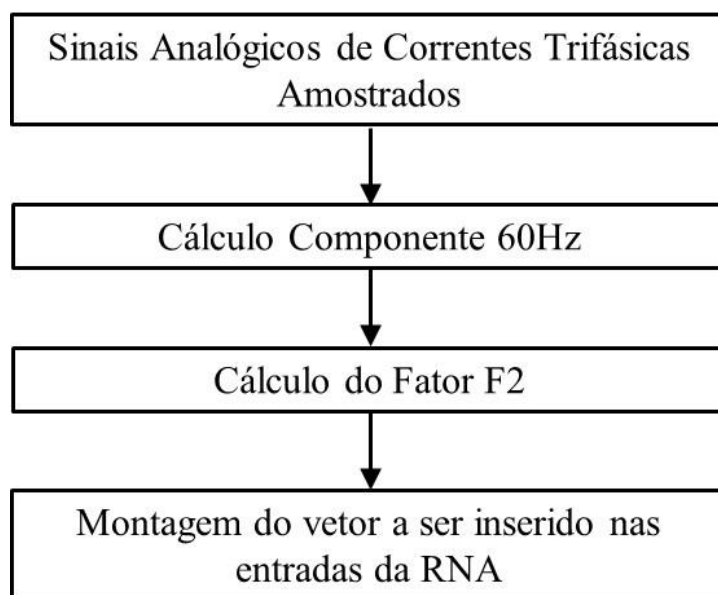 Sinais Analógicos de Correntes Trifásicas
Amostrados
Cálculo Componente 60Hz
Cálculo do Fator F2
Montagem do vetor a ser inserido nas
entradas da RNA